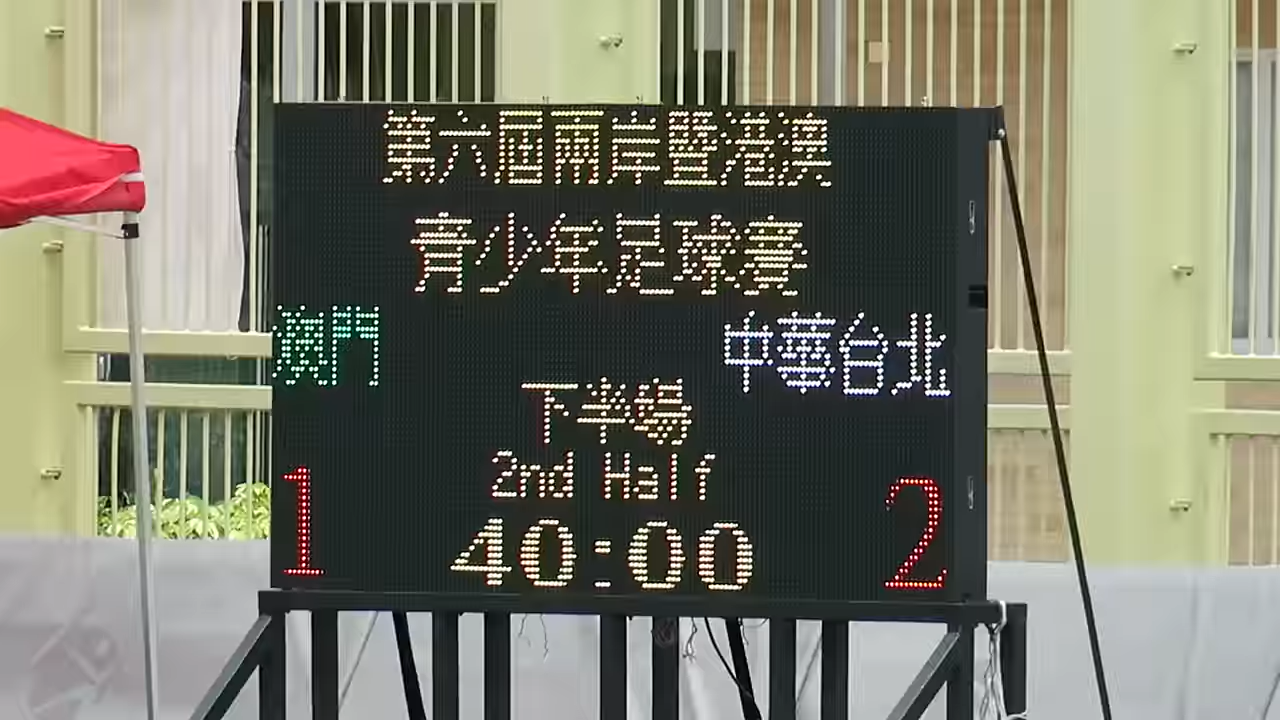 第六屆兩岸暨港澳
青少年足球賽
澳門 中華台北
下半場
2nd Half
1 40:00 2